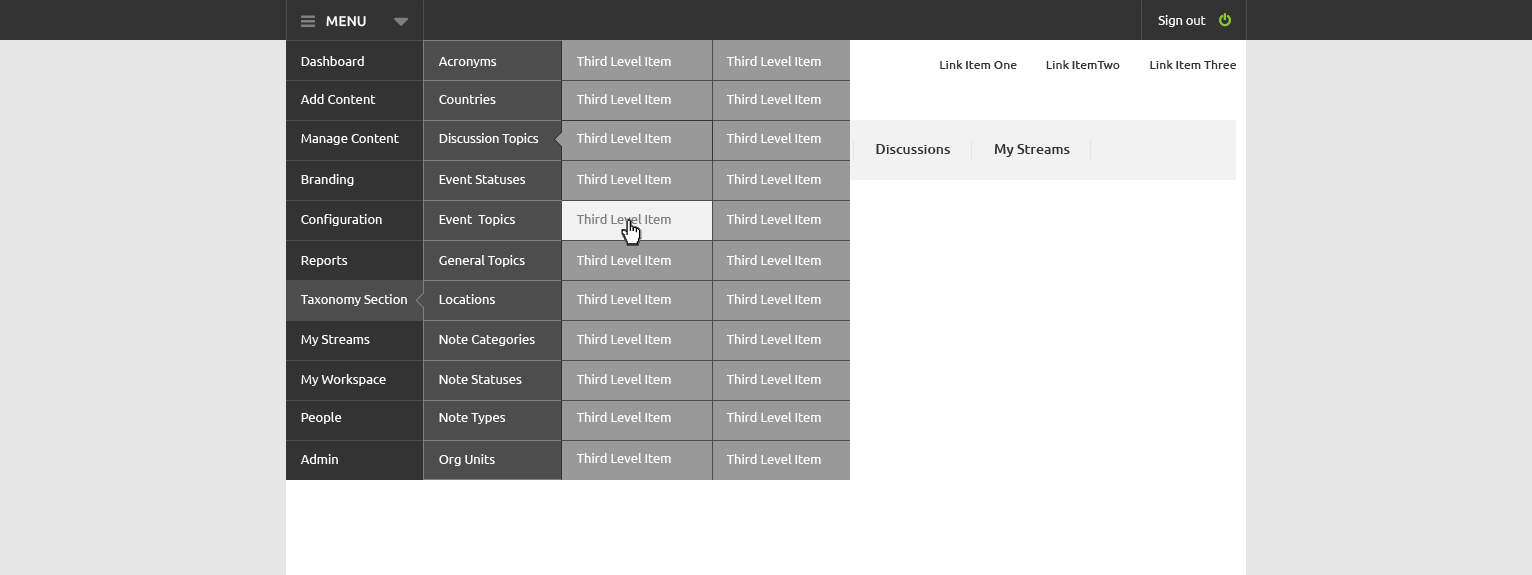 MENU Sign out
Dashboard Acronyms Third Level Item Third Level Item Link Item One Link ItemTwo Link Item Three
Add Content Countries Third Level Item Third Level Item
Manage Content Discussion Topics Third Level Item Third Level Item Discussions My Streams
Branding Event Statuses Third Level Item Third Level Item
Configuration Event Topics Third Level Item Third Level Item
Reports General Topics Third Level Item Third Level Item
Taxonomy Section Locations Third Level Item Third Level Item
My Streams Note Categories Third Level Item Third Level Item
My Workspace Note Statuses Third Level Item Third Level Item
People Note Types Third Level Item Third Level Item
Admin Org Units Third Level Item Third Level Item